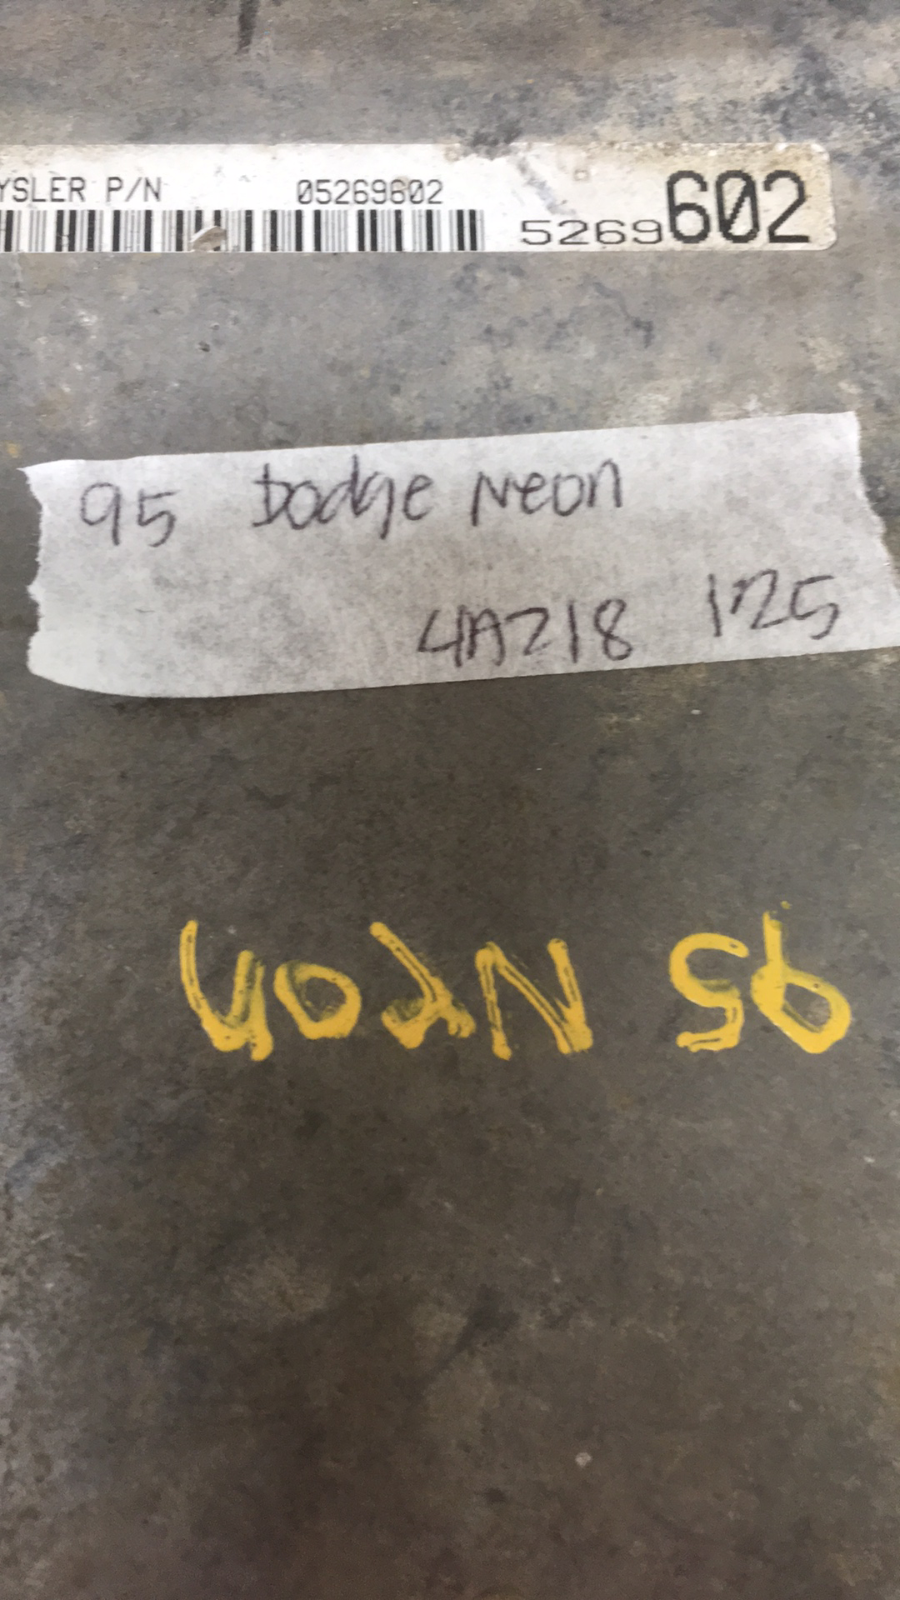 YSLER P/N 05269602
5269602
95 Dodge Neon
4A218 125
95 Neon